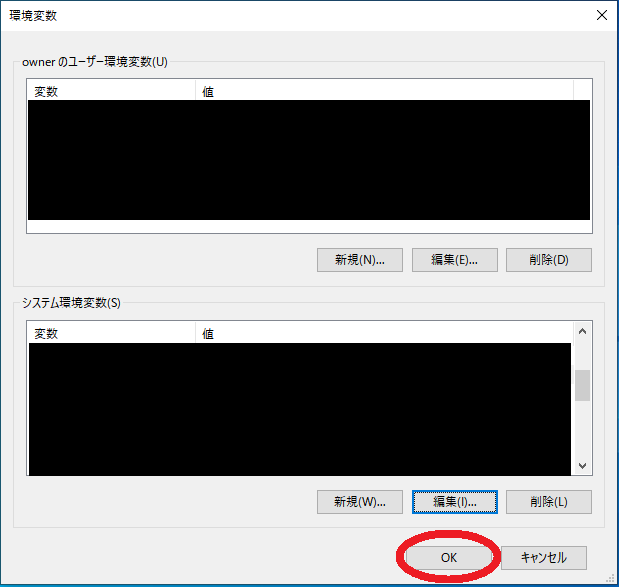 環境変数
owner のユーザー環境変数(U)
変数 値
新規(N)... 編集(E)... 削除(D)
システム環境変数(S)
変数 値
新規(W)... 編集(I)... 削除(L)
OK キャンセル